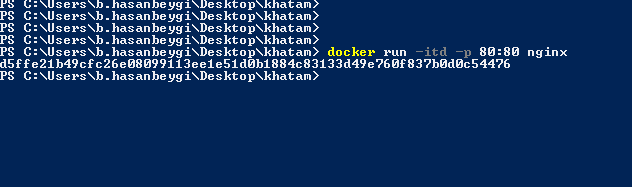 PS C:\Users\b.hasanbeygi\Desktop\khatam>
PS C:\Users\b.hasanbeygi\Desktop\khatam>
PS C:\Users\b.hasanbeygi\Desktop\khatam>
PS C:\Users\b.hasanbeygi\Desktop\khatam>
PS C:\Users\b.hasanbeygi\Desktop\khatam> docker run -itd -p 80:80 nginx
d5ffe21b49cfc26e08099113ee1e51d0b1884c83133d49e760f837b0d0c54476
PS C:\Users\b.hasanbeygi\Desktop\khatam>